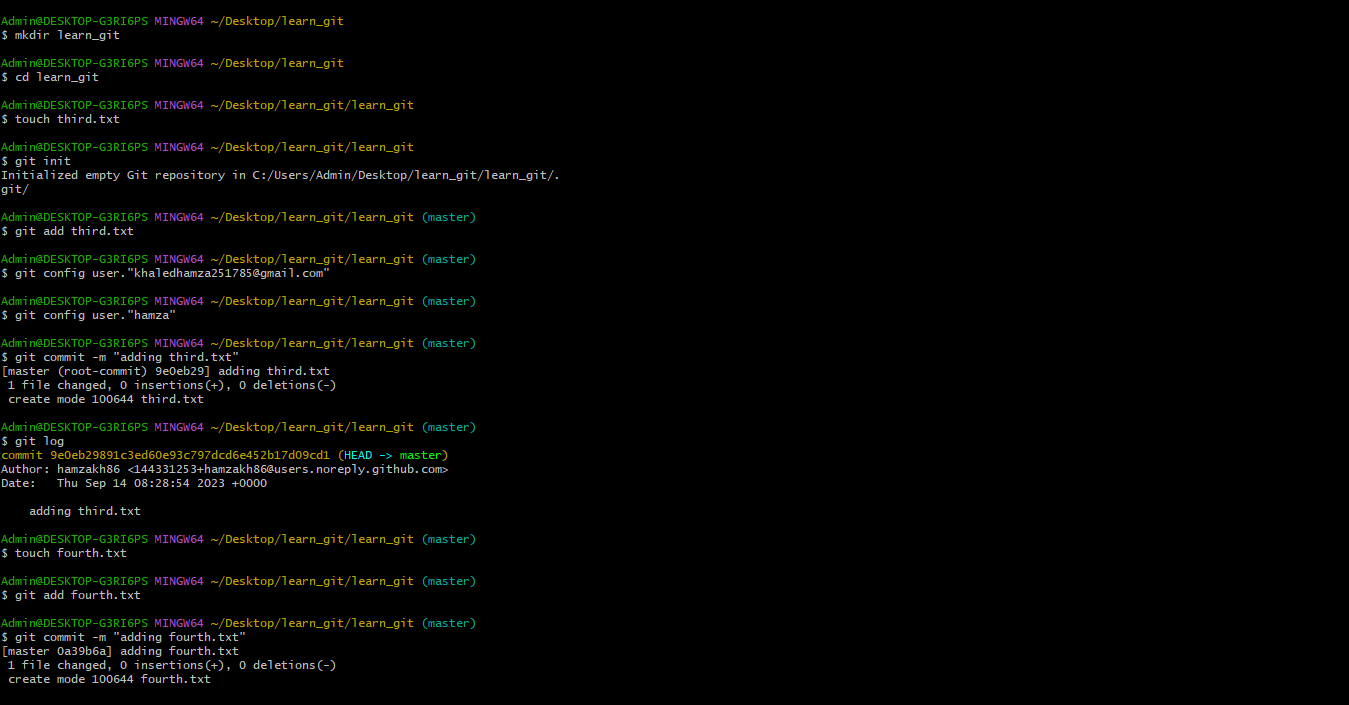 Admin@DESKTOP-G3RI6PS MINGW64 ~/Desktop/learn_git
$ mkdir learn_git
Admin@DESKTOP-G3RI6PS MINGW64 ~/Desktop/learn_git
$ cd learn_git
Admin@DESKTOP-G3RI6PS MINGW64 ~/Desktop/learn_git/learn_git
$ touch third.txt
Admin@DESKTOP-G3RI6PS MINGW64 ~/Desktop/learn_git/learn_git
$ git init
Initialized empty Git repository in C:/Users/Admin/Desktop/learn_git/learn_git/.
git/
Admin@DESKTOP-G3RI6PS MINGW64 ~/Desktop/learn_git/learn_git (master)
$ git add third.txt
Admin@DESKTOP-G3RI6PS MINGW64 ~/Desktop/learn_git/learn_git (master)
$ git config user."khaledhamza251785@gmail.com"
Admin@DESKTOP-G3RI6PS MINGW64 ~/Desktop/learn_git/learn_git (master)
$ git config user."hamza"
Admin@DESKTOP-G3RI6PS MINGW64 ~/Desktop/learn_git/learn_git (master)
$ git commit -m "adding third.txt"
[master (root-commit) 9e0eb29] adding third.txt
 1 file changed, 0 insertions(+), 0 deletions(-)
 create mode 100644 third.txt
Admin@DESKTOP-G3RI6PS MINGW64 ~/Desktop/learn_git/learn_git (master)
$ git log
commit 9e0eb29891c3ed60e93c797dcd6e452b17d09cd1 (HEAD -> master)
Author: hamzakh86 <144331253+hamzakh86@users.noreply.github.com>
Date:   Thu Sep 14 08:28:54 2023 +0000
    adding third.txt
Admin@DESKTOP-G3RI6PS MINGW64 ~/Desktop/learn_git/learn_git (master)
$ touch fourth.txt
Admin@DESKTOP-G3RI6PS MINGW64 ~/Desktop/learn_git/learn_git (master)
$ git add fourth.txt
Admin@DESKTOP-G3RI6PS MINGW64 ~/Desktop/learn_git/learn_git (master)
$ git commit -m "adding fourth.txt"
[master 0a39b6a] adding fourth.txt
 1 file changed, 0 insertions(+), 0 deletions(-)
 create mode 100644 fourth.txt